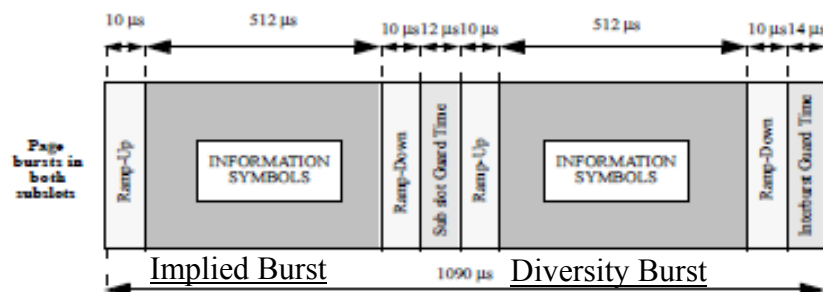 10 µs 512 µs 10 µs 12 µs 10 µs 512 µs 10 µs 14 µs
Page
bursts in
both
subslots
Ramp-Up
INFORMATION
SYMBOLS
Ramp-Down
Sub slot Guard Time
Ramp-Up
INFORMATION
SYMBOLS
Ramp-Down
Interburst Guard Time
Implied Burst 1090 µs Diversity Burst